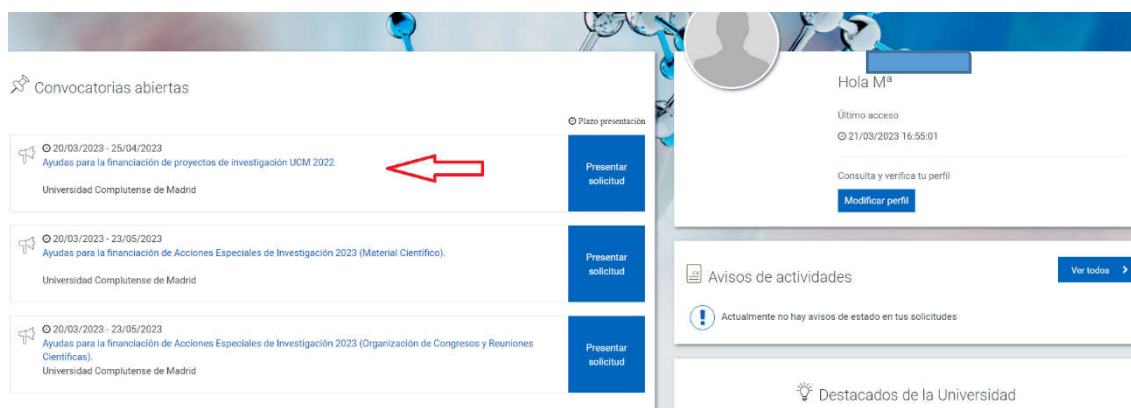 Convocatorias abiertas
Plazo presentación
20/03/2023 - 25/04/2023
Ayudas para la financiación de proyectos de investigación UCM 2022.
Universidad Complutense de Madrid
Presentar
solicitud
20/03/2023 - 23/05/2023
Ayudas para la financiación de Acciones Especiales de Investigación 2023 (Material Científico).
Universidad Complutense de Madrid
Presentar
solicitud
20/03/2023 - 23/05/2023
Ayudas para la financiación de Acciones Especiales de Investigación 2023 (Organización de Congresos y Reuniones
Científicas).
Universidad Complutense de Madrid
Presentar
solicitud
Hola Mª
Último acceso
21/03/2023 16:55:01
Consulta y verifica tu perfil
Modificar perfil
Avisos de actividades
Ver todos
Actualmente no hay avisos de estado en tus solicitudes
Destacados de la Universidad